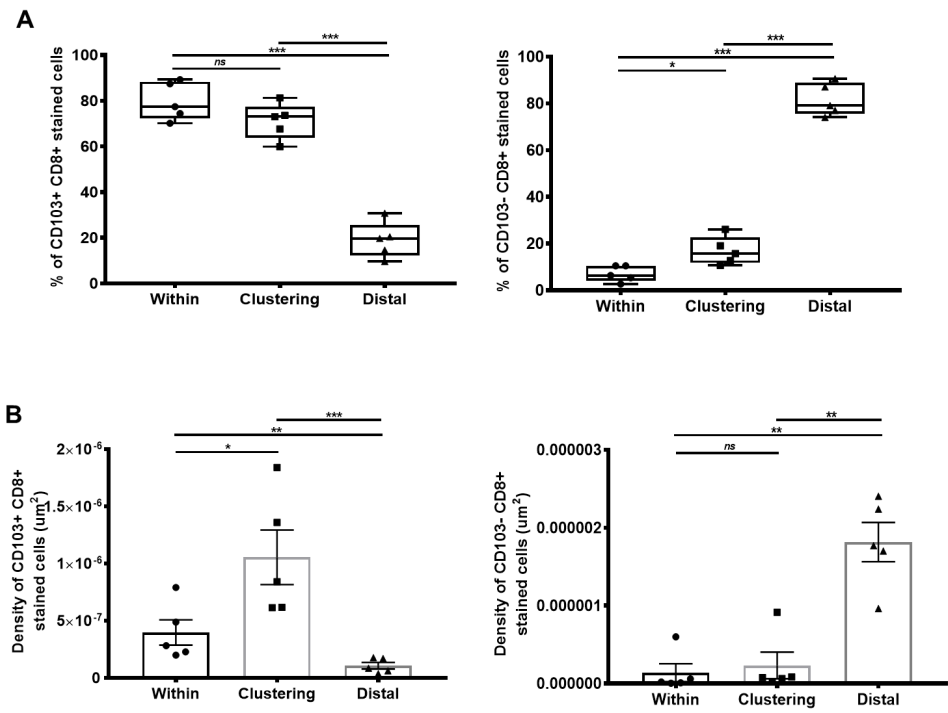 A
% of CD103+ CD8+ stained cells
100
80
60
40
20
0
***
***
ns
Within
Clustering
Distal
% of CD103- CD8+ stained cells
100
80
60
40
20
0
***
***
*
Within
Clustering
Distal
B
Density of CD103+ CD8+
stained cells (um²)
2×10⁻⁶
1.5×10⁻⁶
1×10⁻⁶
5×10⁻⁷
0
***
**
*
Within
Clustering
Distal
Density of CD103- CD8+
stained cells (um²)
0.000003
0.000002
0.000001
0.000000
**
**
ns
Within
Clustering
Distal